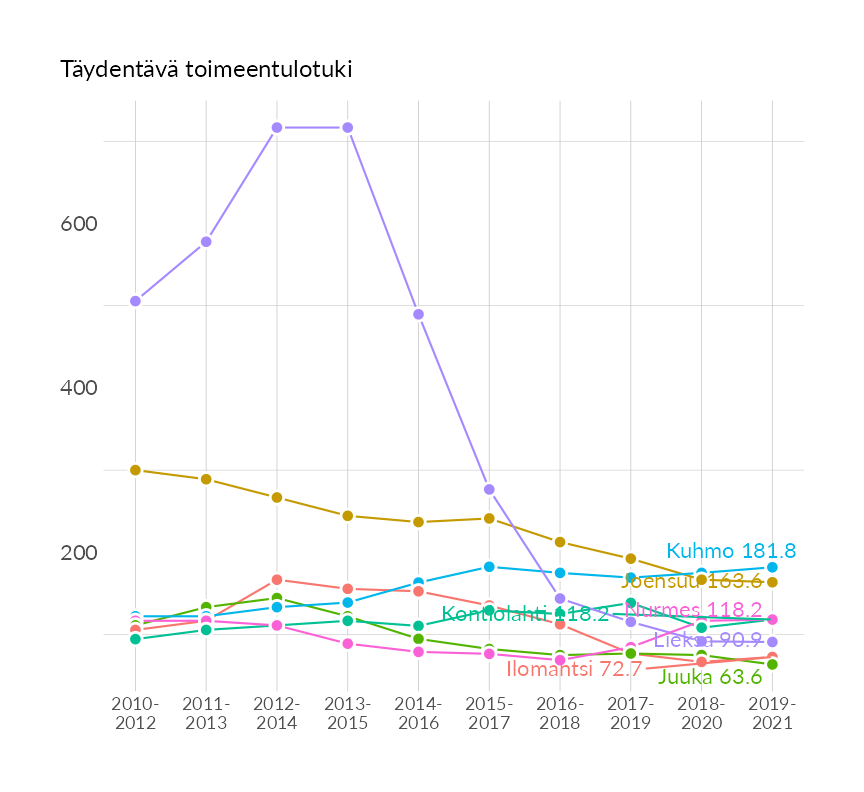 Täydentävä toimeentulotuki
600
400
200
Kuhmo 181.8
Joensuu 163.6
Nurmes 118.2
Kontiolahti 118.2
Lieksa 90.9
Ilomantsi 72.7
Juuka 63.6
2010-
2012
2011-
2013
2012-
2014
2013-
2015
2014-
2016
2015-
2017
2016-
2018
2017-
2019
2018-
2020
2019-
2021